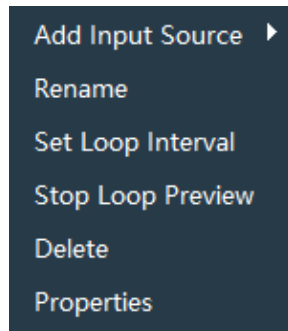 Add Input Source
Rename
Set Loop Interval
Stop Loop Preview
Delete
Properties